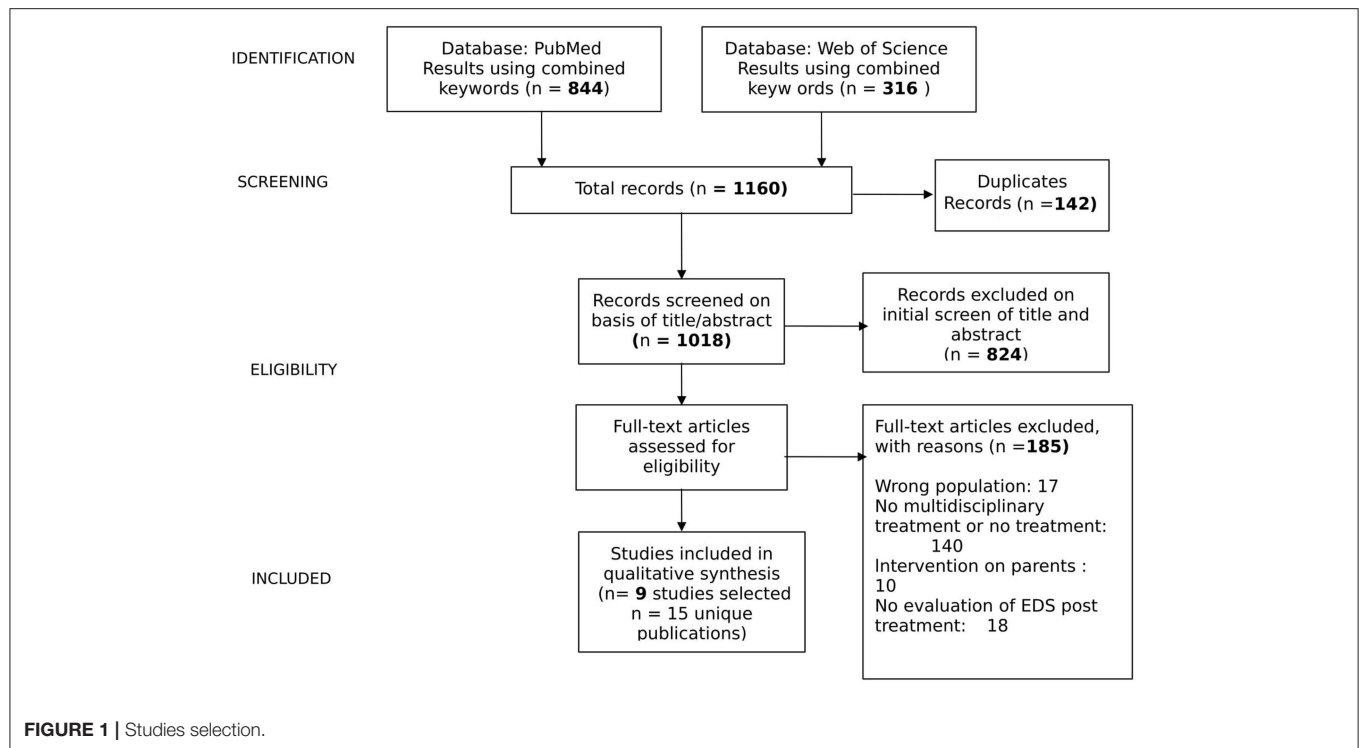 IDENTIFICATION
Database: PubMed
Results using combined
keywords (n = 844)
Database: Web of Science
Results using combined
keyw ords (n = 316 )
SCREENING
Total records (n = 1160)
Duplicates
Records (n =142)
Records screened on
basis of title/abstract
(n = 1018)
Records excluded on
initial screen of title and
abstract
(n = 824)
ELIGIBILITY
Full-text articles
assessed for
eligibility
Full-text articles excluded,
with reasons (n =185)
Wrong population: 17
No multidisciplinary
treatment or no treatment:
140
Intervention on parents :
10
No evaluation of EDS post
treatment: 18
INCLUDED
Studies included in
qualitative synthesis
(n= 9 studies selected
n = 15 unique
publications)
FIGURE 1 | Studies selection.